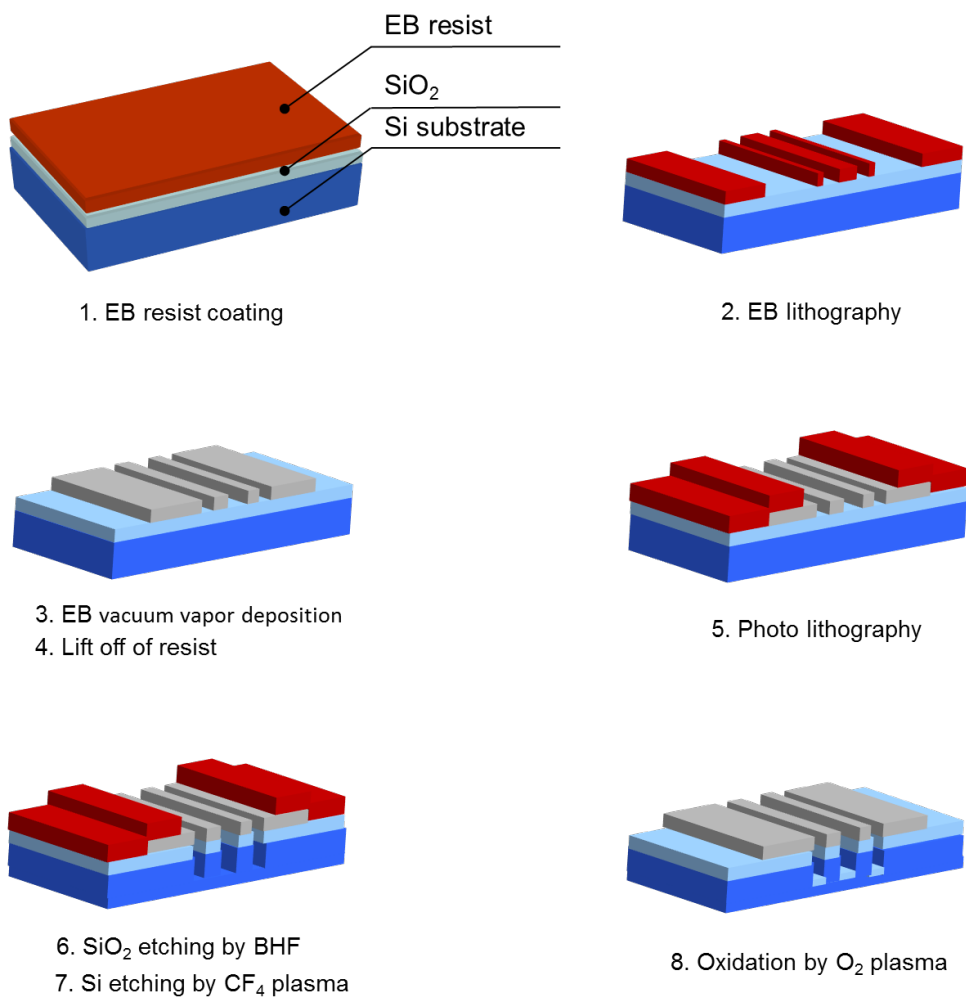 EB resist
SiO₂
Si substrate
1. EB resist coating
2. EB lithography
3. EB vacuum vapor deposition
4. Lift off of resist
5. Photo lithography
6. SiO₂ etching by BHF
7. Si etching by CF₄ plasma
8. Oxidation by O₂ plasma